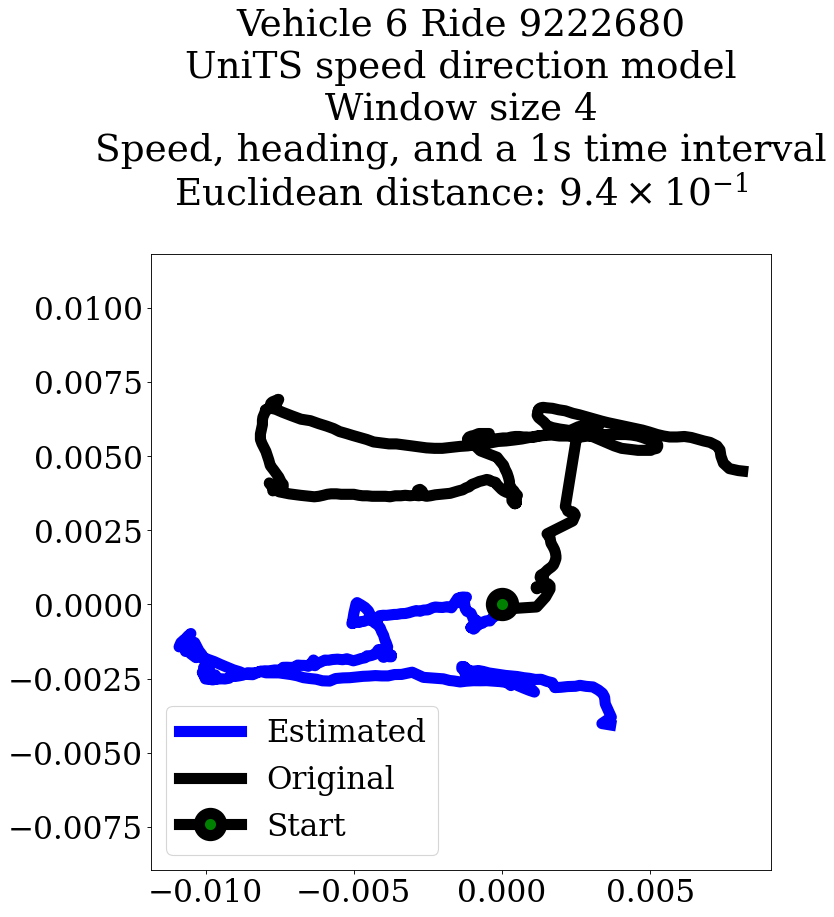 Vehicle 6 Ride 9222680
UniTS speed direction model
Window size 4
Speed, heading, and a 1s time interval
Euclidean distance: 9.4 × 10⁻¹
0.0100
0.0075
0.0050
0.0025
0.0000
−0.0025
−0.0050
−0.0075
Estimated
Original
Start
−0.010 −0.005 0.000 0.005